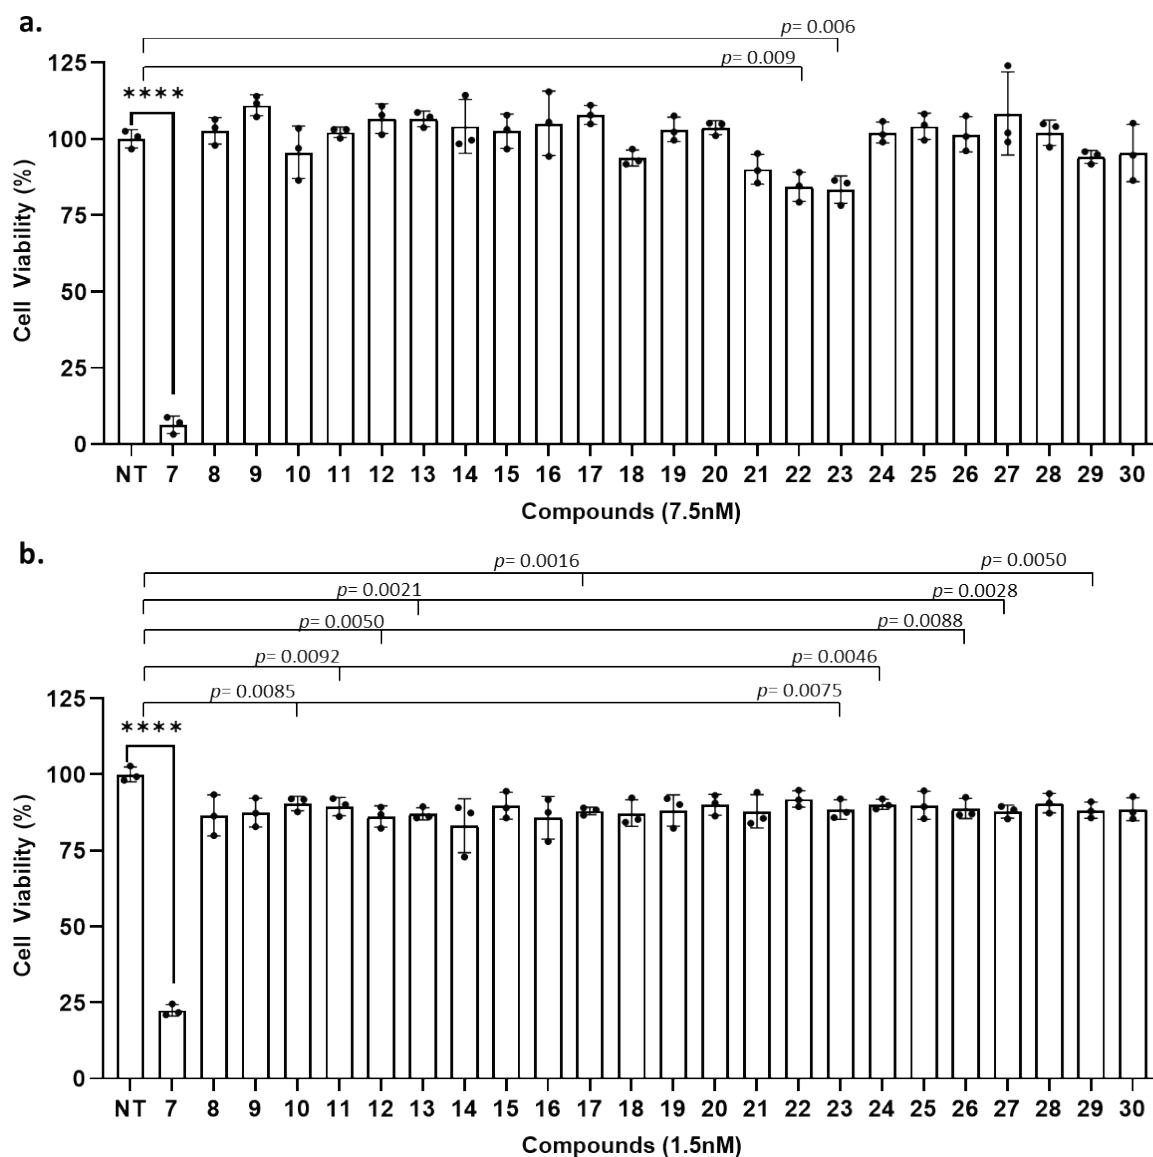 a.
p= 0.006
p= 0.009
125
****
100
75
50
25
0
Cell Viability (%)
NT 7 8 9 10 11 12 13 14 15 16 17 18 19 20 21 22 23 24 25 26 27 28 29 30
Compounds (7.5nM)
b.
p= 0.0016 p= 0.0050
p= 0.0021 p= 0.0028
p= 0.0050 p= 0.0088
p= 0.0092 p= 0.0046
p= 0.0085 p= 0.0075
125
****
100
75
50
25
0
Cell Viability (%)
NT 7 8 9 10 11 12 13 14 15 16 17 18 19 20 21 22 23 24 25 26 27 28 29 30
Compounds (1.5nM)